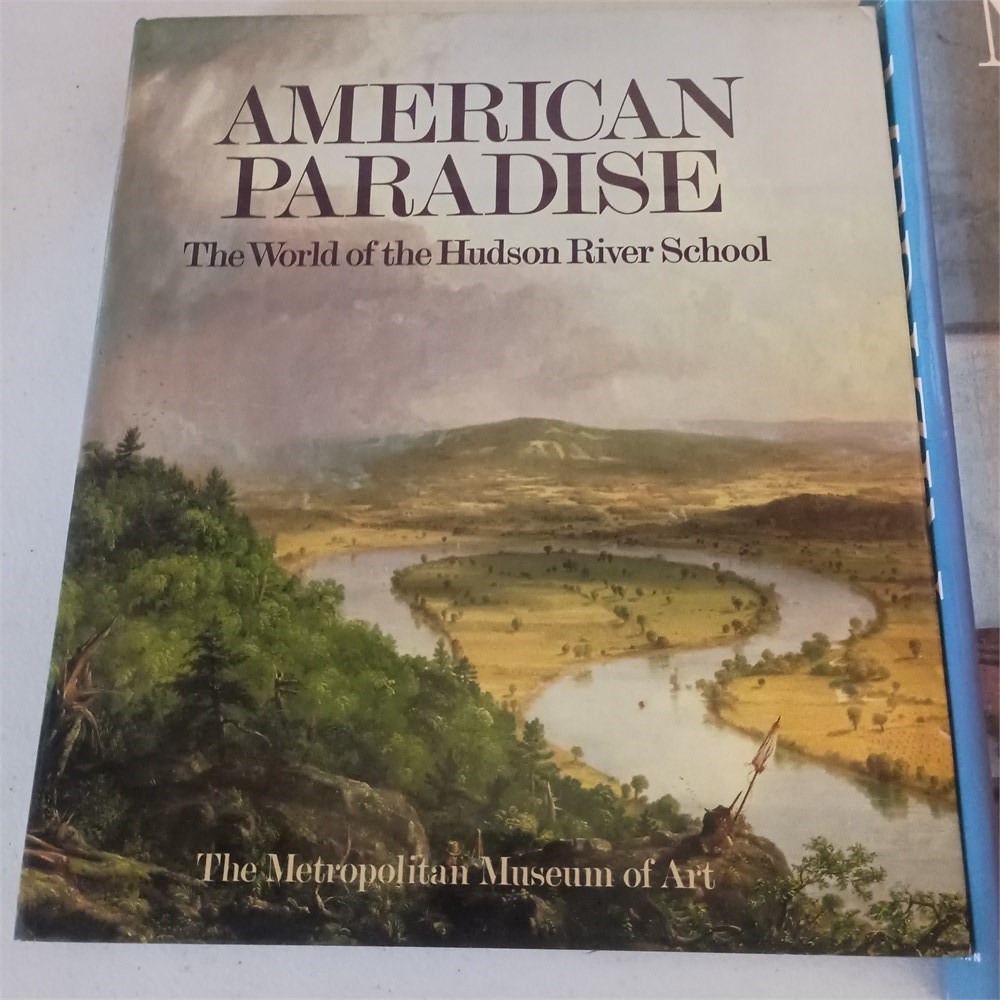 AMERICAN
PARADISE
The World of the Hudson River School
The Metropolitan Museum of Art